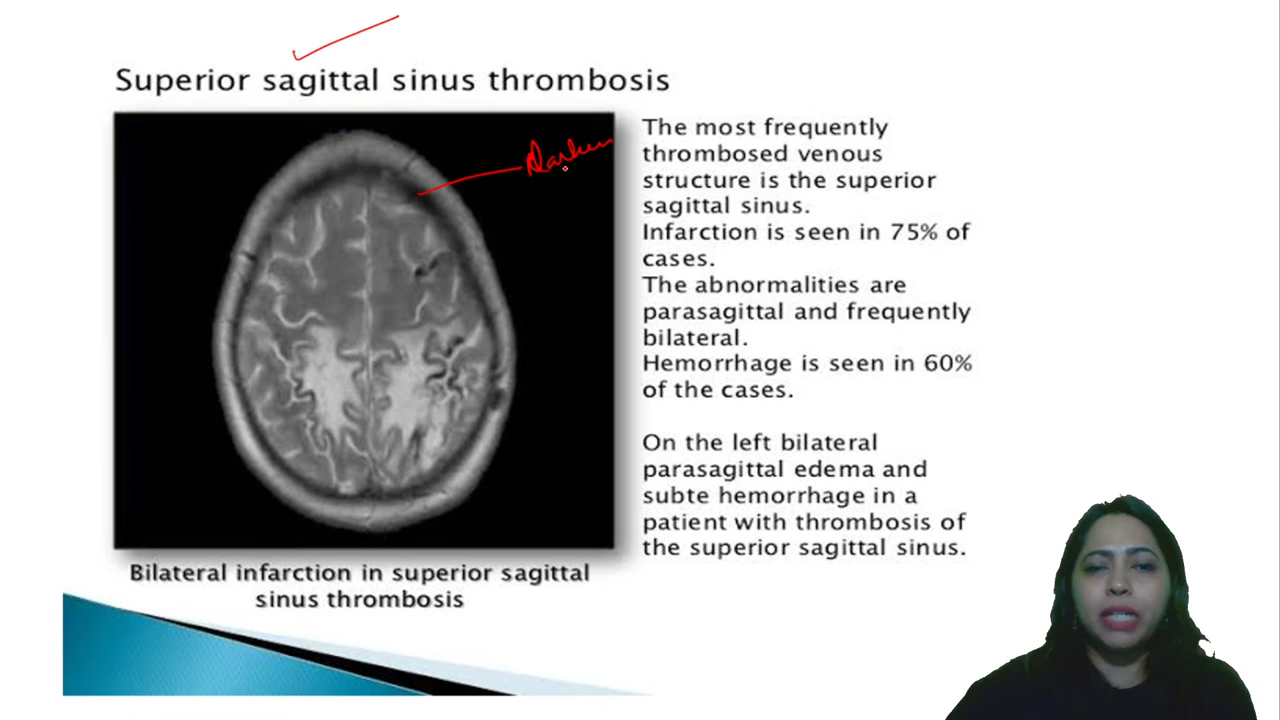 Superior sagittal sinus thrombosis
Darken
The most frequently
thrombosed venous
structure is the superior
sagittal sinus.
Infarction is seen in 75% of
cases.
The abnormalities are
parasagittal and frequently
bilateral.
Hemorrhage is seen in 60%
of the cases.
On the left bilateral
parasagittal edema and
subte hemorrhage in a
patient with thrombosis of
the superior sagittal sinus.
Bilateral infarction in superior sagittal
sinus thrombosis